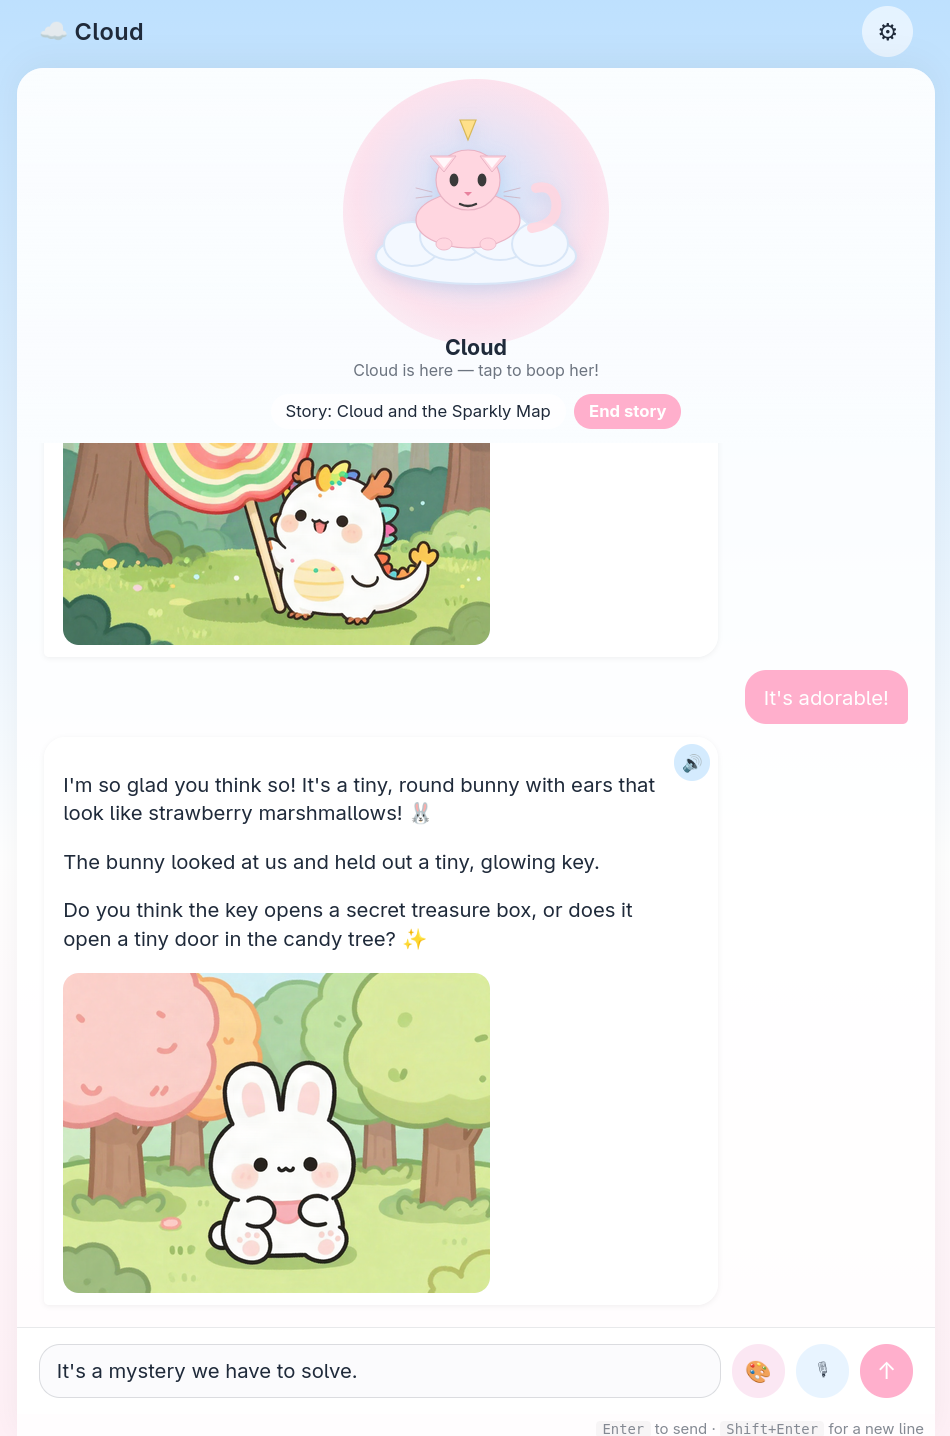 ☁️ Cloud
Cloud
Cloud is here — tap to boop her!
Story: Cloud and the Sparkly Map
End story
It's adorable!
I'm so glad you think so! It's a tiny, round bunny with ears that
look like strawberry marshmallows! 🐰
The bunny looked at us and held out a tiny, glowing key.
Do you think the key opens a secret treasure box, or does it
open a tiny door in the candy tree? ✨
It's a mystery we have to solve.
Enter to send · Shift+Enter for a new line